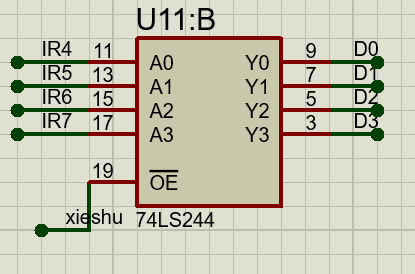 U11:B
IR4 11 A0 Y0 9 D0
IR5 13 A1 Y1 7 D1
IR6 15 A2 Y2 5 D2
IR7 17 A3 Y3 3 D3
19 OE
xieshu
74LS244